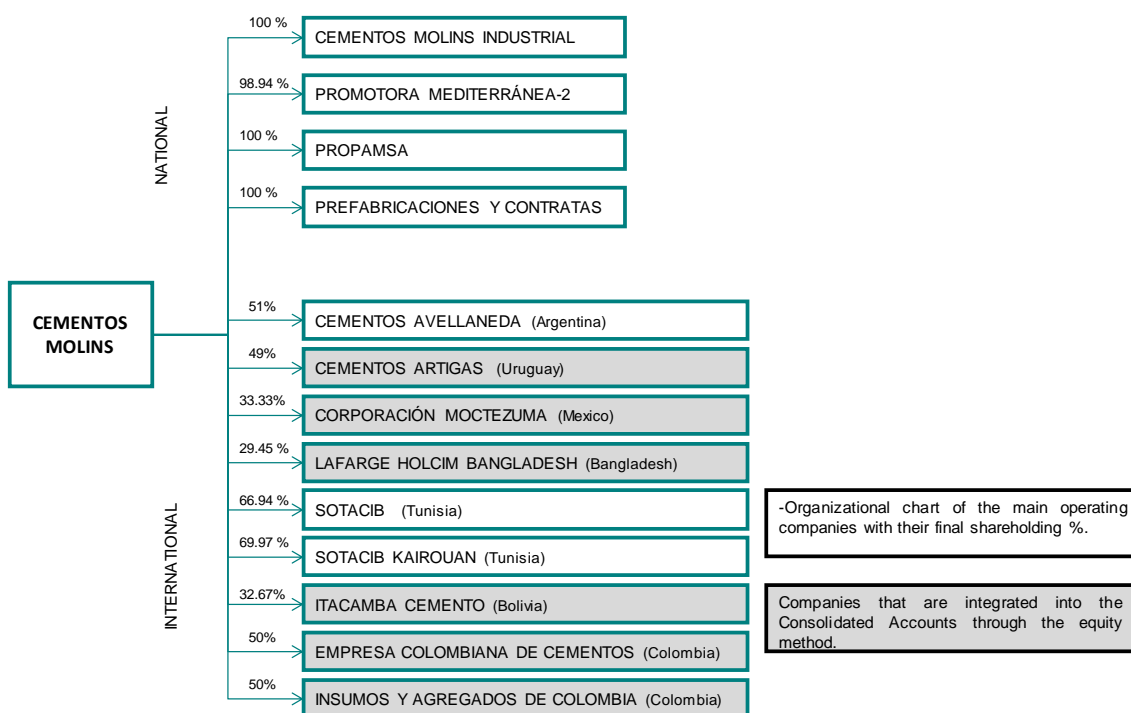 100 %
CEMENTOS MOLINS INDUSTRIAL
98.94 %
PROMOTORA MEDITERRÁNEA-2
NATIONAL
100 %
PROPAMSA
100 %
PREFABRICACIONES Y CONTRATAS
CEMENTOS
MOLINS
51%
CEMENTOS AVELLANEDA (Argentina)
49%
CEMENTOS ARTIGAS (Uruguay)
33.33%
CORPORACIÓN MOCTEZUMA (Mexico)
29.45 %
LAFARGE HOLCIM BANGLADESH (Bangladesh)
INTERNATIONAL
66.94 %
SOTACIB (Tunisia)
69.97 %
SOTACIB KAIROUAN (Tunisia)
32.67%
ITACAMBA CEMENTO (Bolivia)
50%
EMPRESA COLOMBIANA DE CEMENTOS (Colombia)
50%
INSUMOS Y AGREGADOS DE COLOMBIA (Colombia)
-Organizational chart of the main operating
companies with their final shareholding %.
Companies that are integrated into the
Consolidated Accounts through the equity
method.